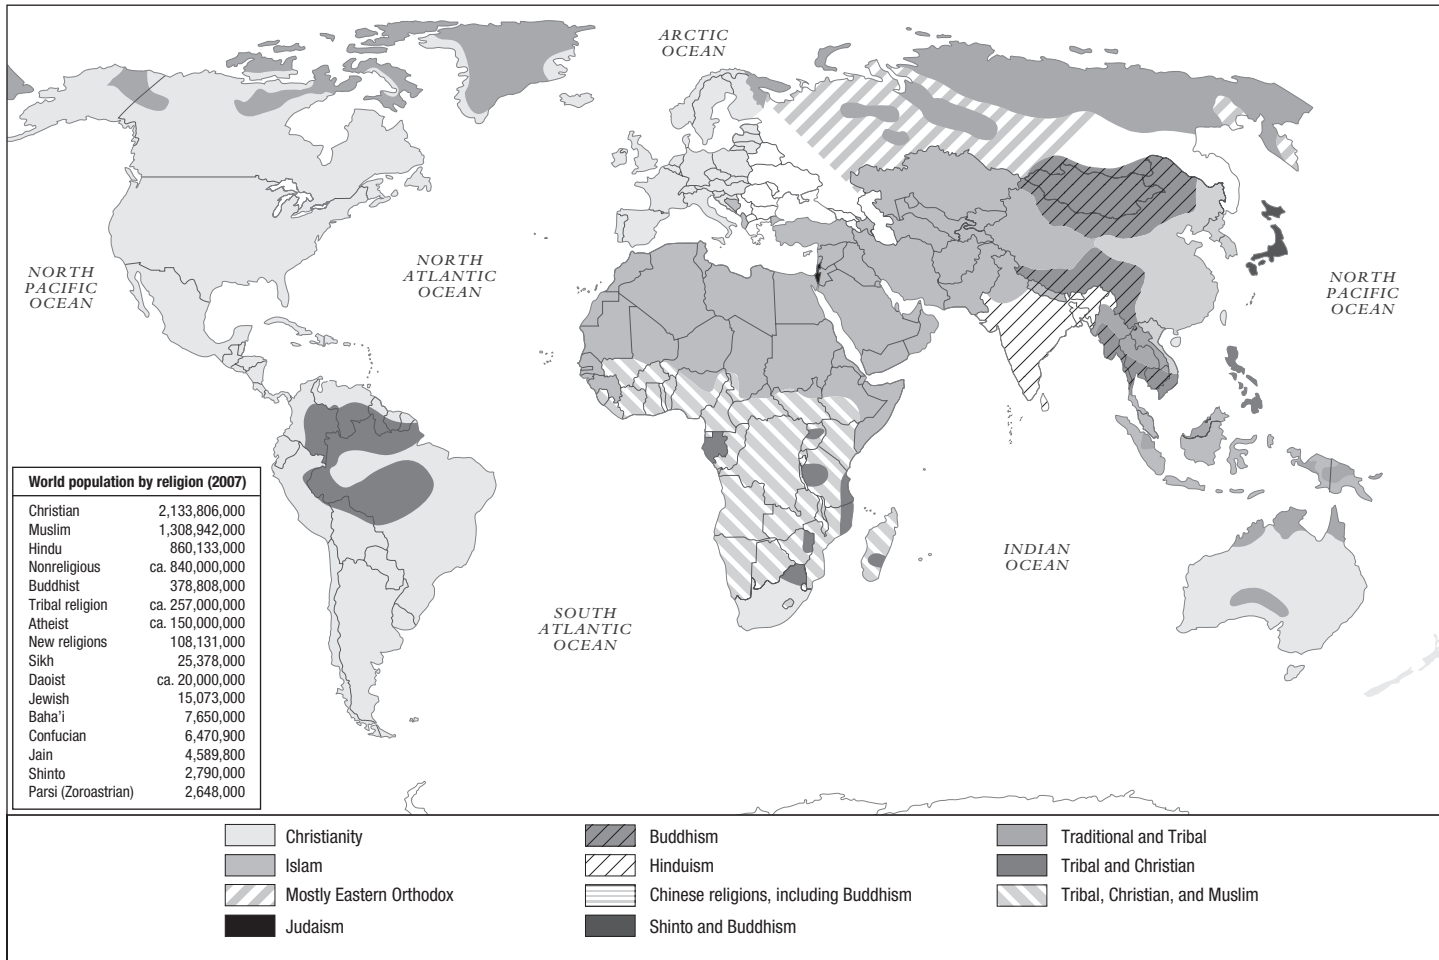 ARCTIC
OCEAN
NORTH
PACIFIC
OCEAN
NORTH
ATLANTIC
OCEAN
NORTH
PACIFIC
OCEAN
INDIAN
OCEAN
SOUTH
ATLANTIC
OCEAN
World population by religion (2007)
Christian 2,133,806,000
Muslim 1,308,942,000
Hindu 860,133,000
Nonreligious ca. 840,000,000
Buddhist 378,808,000
Tribal religion ca. 257,000,000
Atheist ca. 150,000,000
New religions 108,131,000
Sikh 25,378,000
Daoist ca. 20,000,000
Jewish 15,073,000
Baha'i 7,650,000
Confucian 6,470,900
Jain 4,589,800
Shinto 2,790,000
Parsi (Zoroastrian) 2,648,000
Christianity
Islam
Mostly Eastern Orthodox
Judaism
Buddhism
Hinduism
Chinese religions, including Buddhism
Shinto and Buddhism
Traditional and Tribal
Tribal and Christian
Tribal, Christian, and Muslim